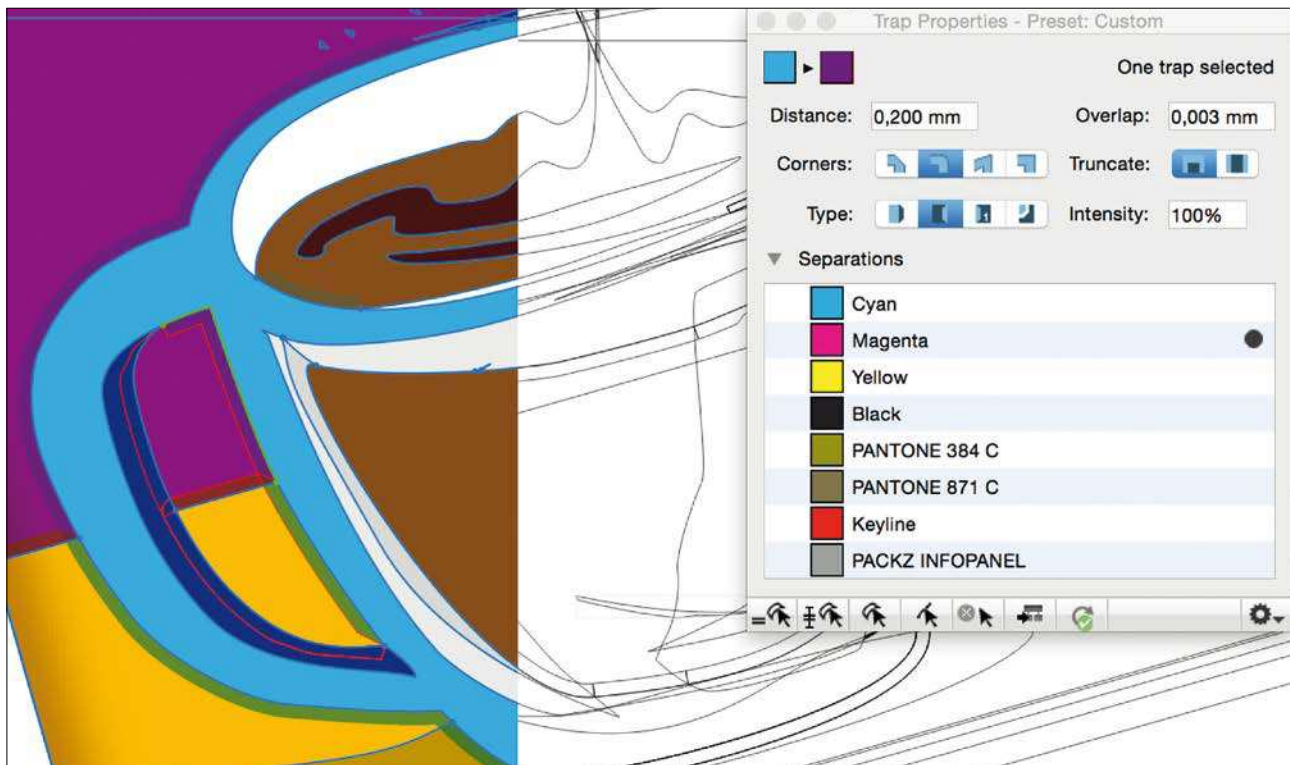 Trap Properties - Preset: Custom
One trap selected
Distance: 0,200 mm Overlap: 0,003 mm
Corners: Truncate:
Type: Intensity: 100%
Separations
Cyan
Magenta
Yellow
Black
PANTONE 384 C
PANTONE 871 C
Keyline
PACKZ INFOPANEL